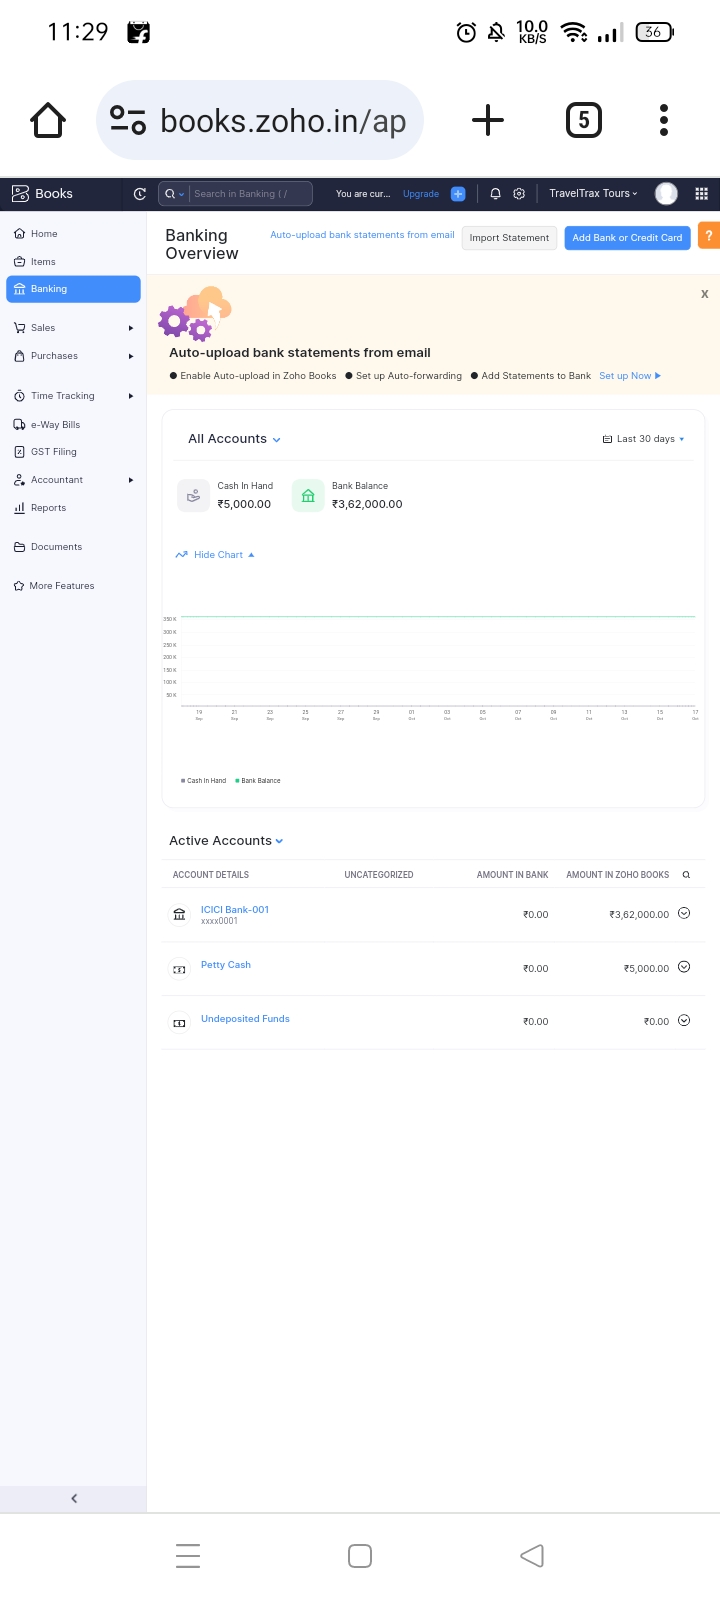 11:29
10.0
KB/S
36
books.zoho.in/ap
5
Books
Search in Banking ( /
You are cur...
Upgrade
TravelTrax Tours
Home
Items
Banking
Sales
Purchases
Time Tracking
e-Way Bills
GST Filing
Accountant
Reports
Documents
More Features
Banking
Overview
Auto-upload bank statements from email
Import Statement
Add Bank or Credit Card
?
X
Auto-upload bank statements from email
Enable Auto-upload in Zoho Books
Set up Auto-forwarding
Add Statements to Bank
Set up Now
All Accounts
Last 30 days
Cash In Hand
₹5,000.00
Bank Balance
₹3,62,000.00
Hide Chart
350 K
300 K
250 K
200 K
150 K
100 K
50 K
19 21 23 25 27 29 01 03 05 07 09 11 13 15 17
Sep Sep Sep Sep Sep Sep Oct Oct Oct Oct Oct Oct Oct Oct Oct
Cash In Hand
Bank Balance
Active Accounts
ACCOUNT DETAILS UNCATEGORIZED AMOUNT IN BANK AMOUNT IN ZOHO BOOKS
ICICI Bank-001 ₹0.00 ₹3,62,000.00
xxxx0001
Petty Cash ₹0.00 ₹5,000.00
Undeposited Funds ₹0.00 ₹0.00